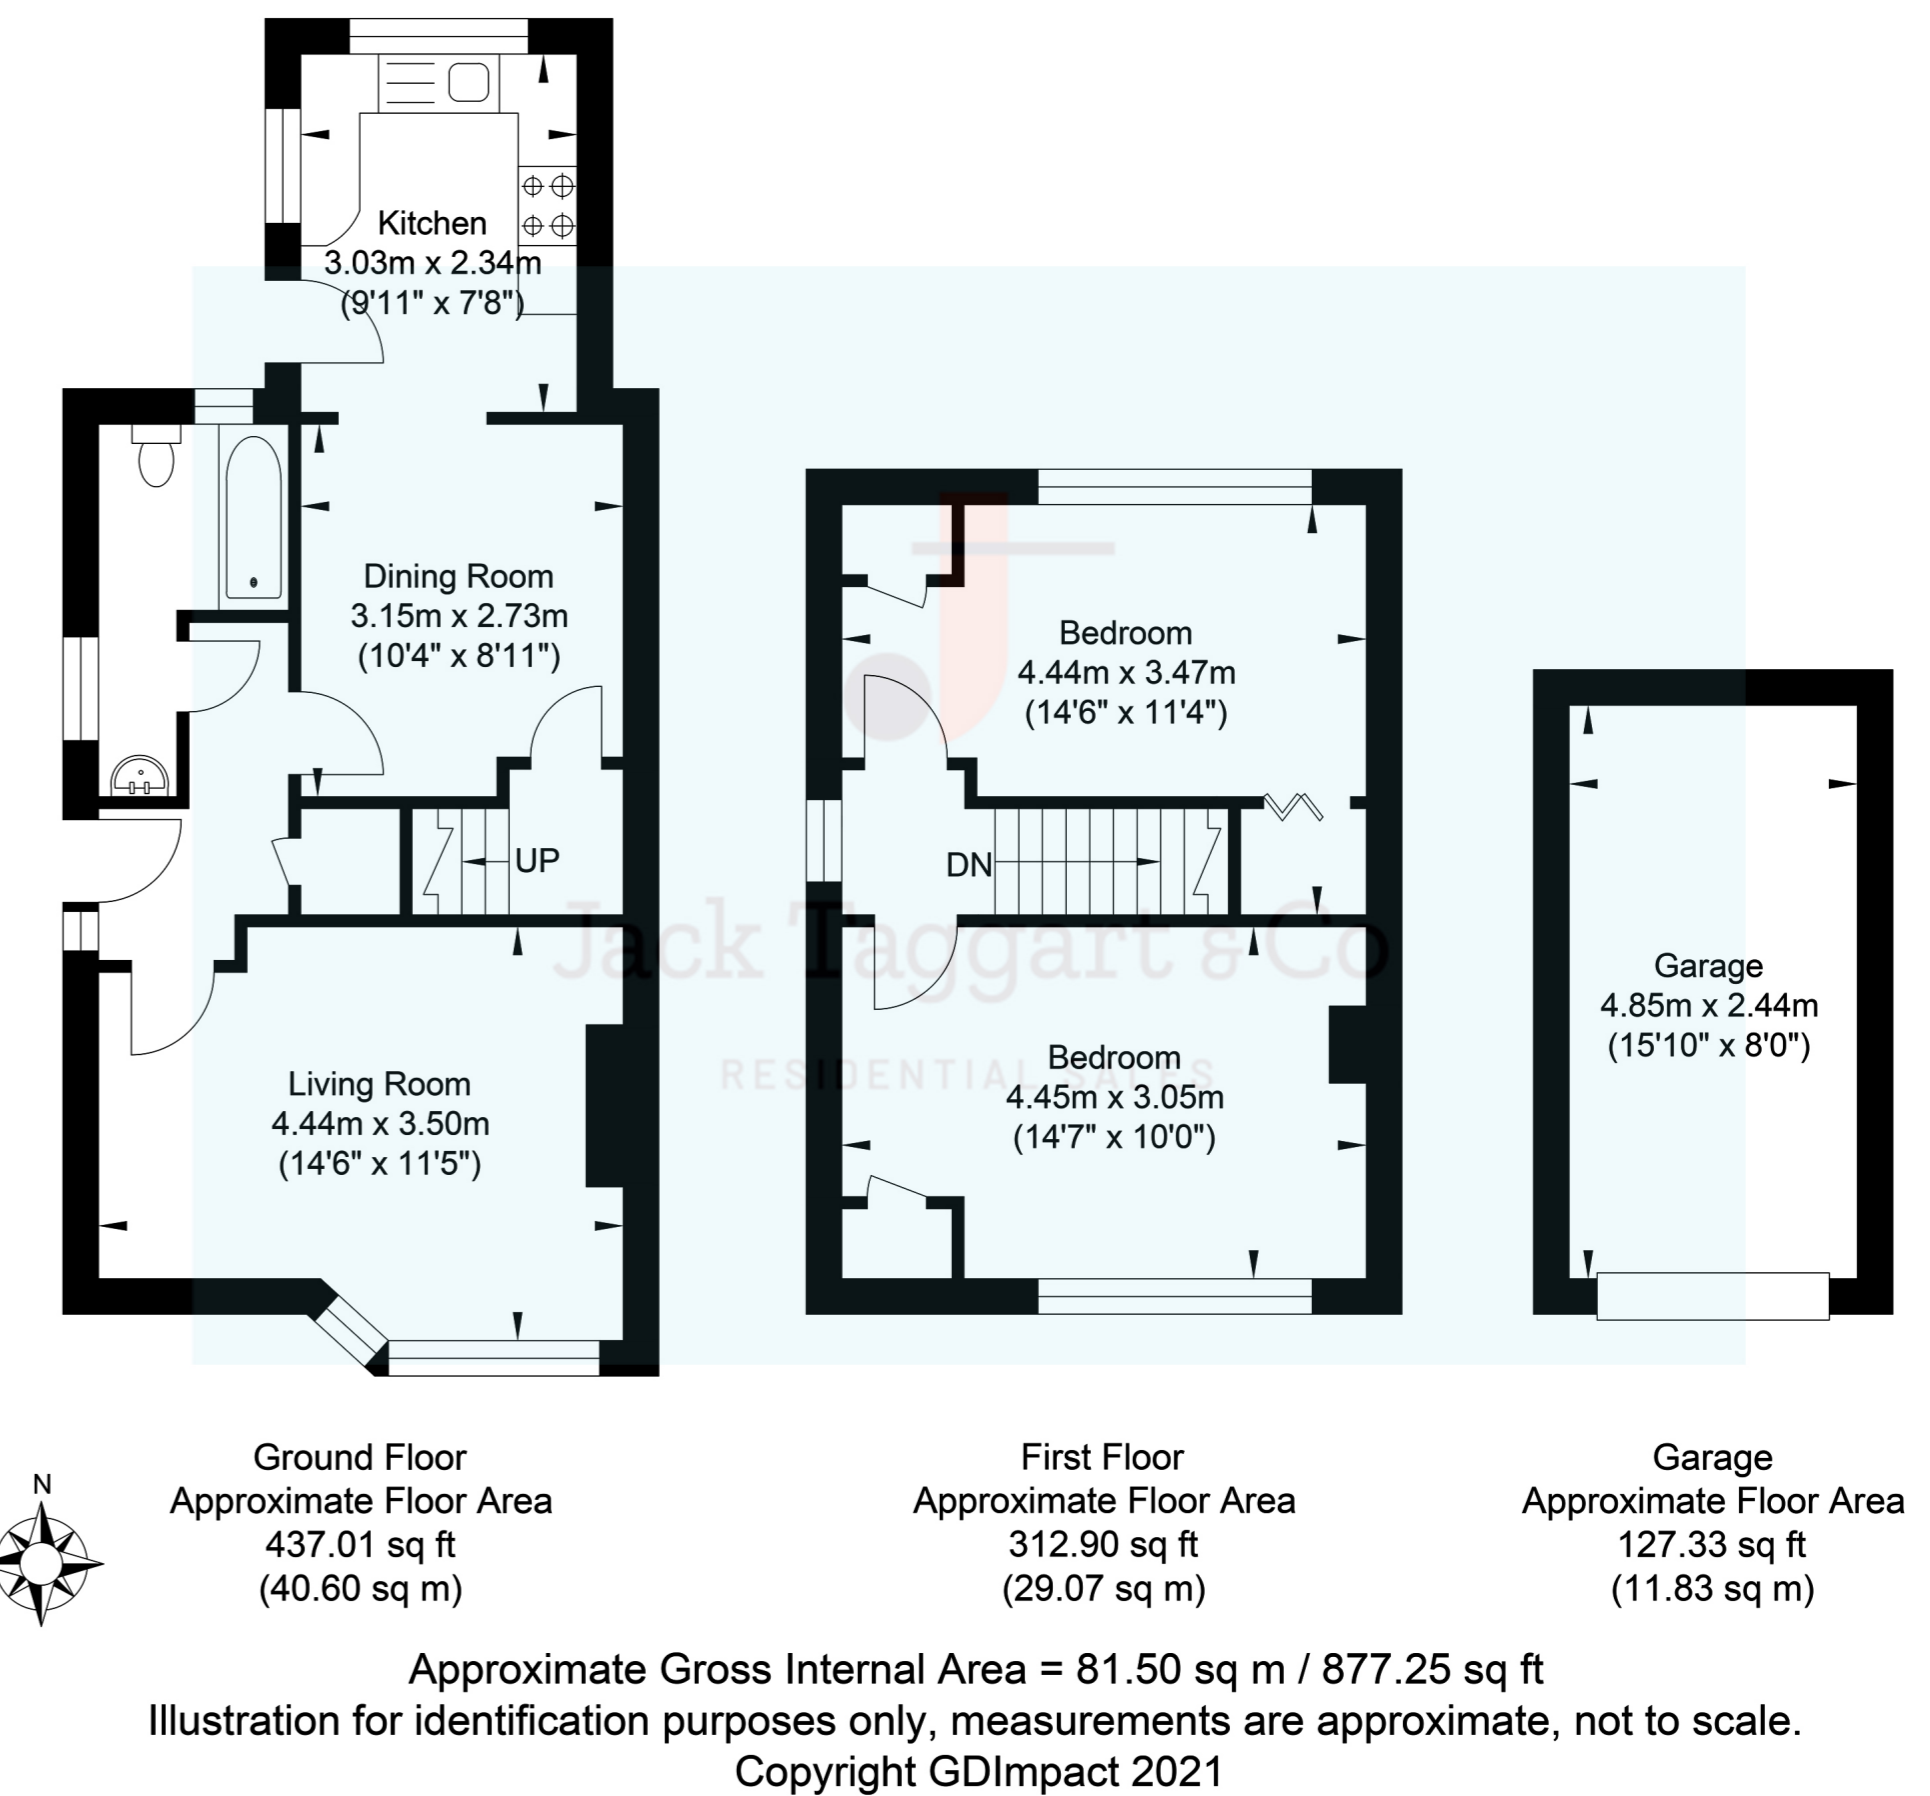 Kitchen
3.03m x 2.34m
(9'11" x 7'8")
Dining Room
3.15m x 2.73m
(10'4" x 8'11")
UP
Living Room
4.44m x 3.50m
(14'6" x 11'5")
Bedroom
4.44m x 3.47m
(14'6" x 11'4")
DN
Jack Taggart & Co
RESIDENTIAL SALES
Bedroom
4.45m x 3.05m
(14'7" x 10'0")
Garage
4.85m x 2.44m
(15'10" x 8'0")
N
Ground Floor
Approximate Floor Area
437.01 sq ft
(40.60 sq m)
First Floor
Approximate Floor Area
312.90 sq ft
(29.07 sq m)
Garage
Approximate Floor Area
127.33 sq ft
(11.83 sq m)
Approximate Gross Internal Area = 81.50 sq m / 877.25 sq ft
Illustration for identification purposes only, measurements are approximate, not to scale.
Copyright GDImpact 2021